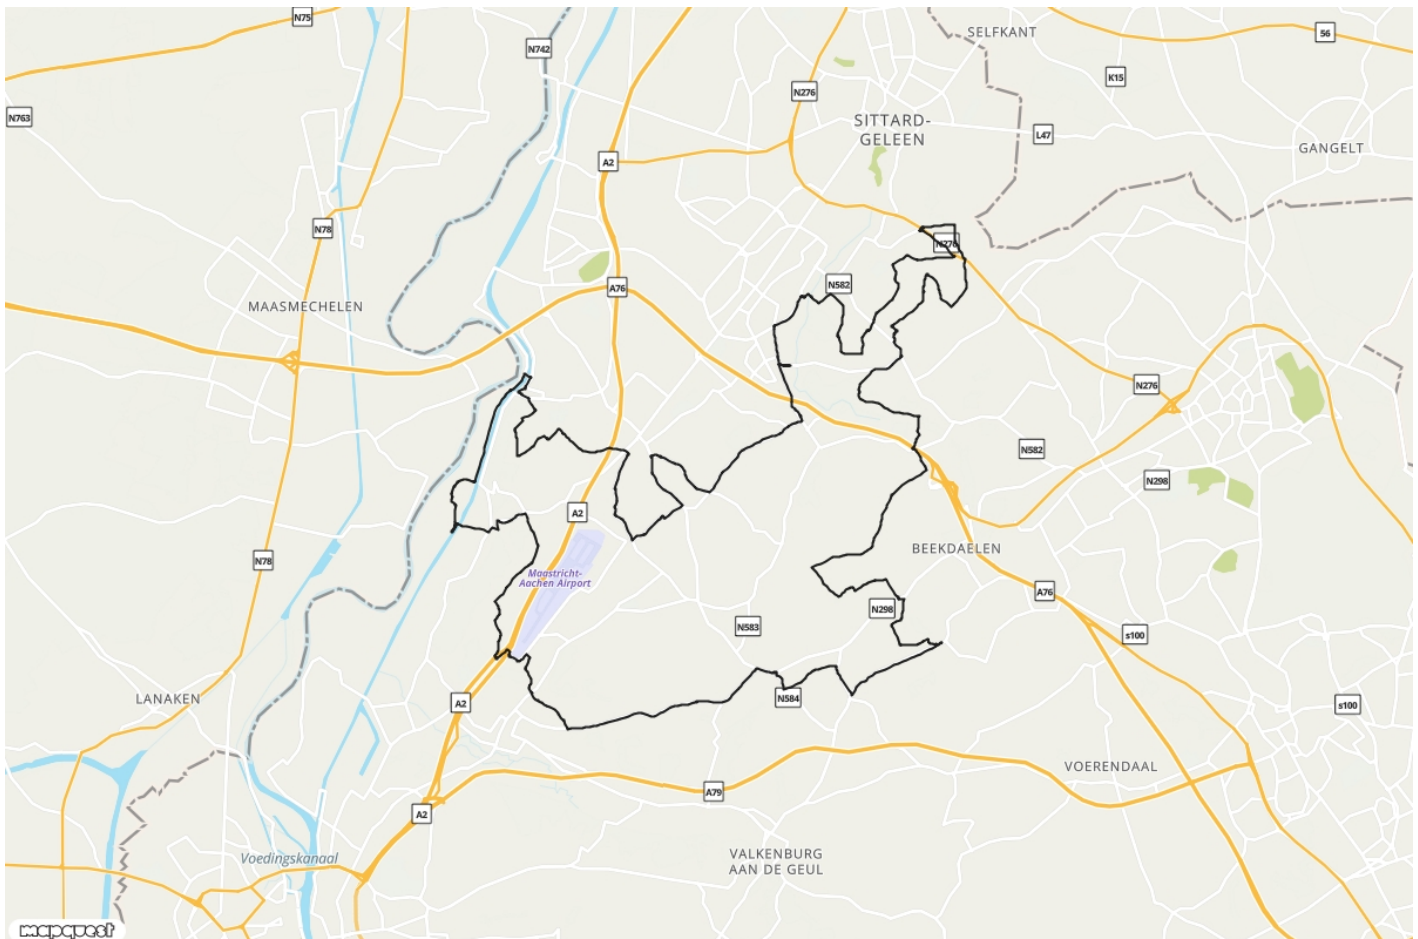 N75
SELFKANT
56
N742
K15
N276
N763
SITTARD-
GELEEN
L47
GANGELT
A2
N78
N276
N582
A76
MAASMECHELEN
N276
N582
N298
A2
BEEKDAELEN
N78
Maastricht-
Aachen Airport
A76
N298
N583
s100
LANAKEN
N584
A2
s100
VOERENDAAL
A79
A2
Voedingskanaal
VALKENBURG
AAN DE GEUL
mapquest